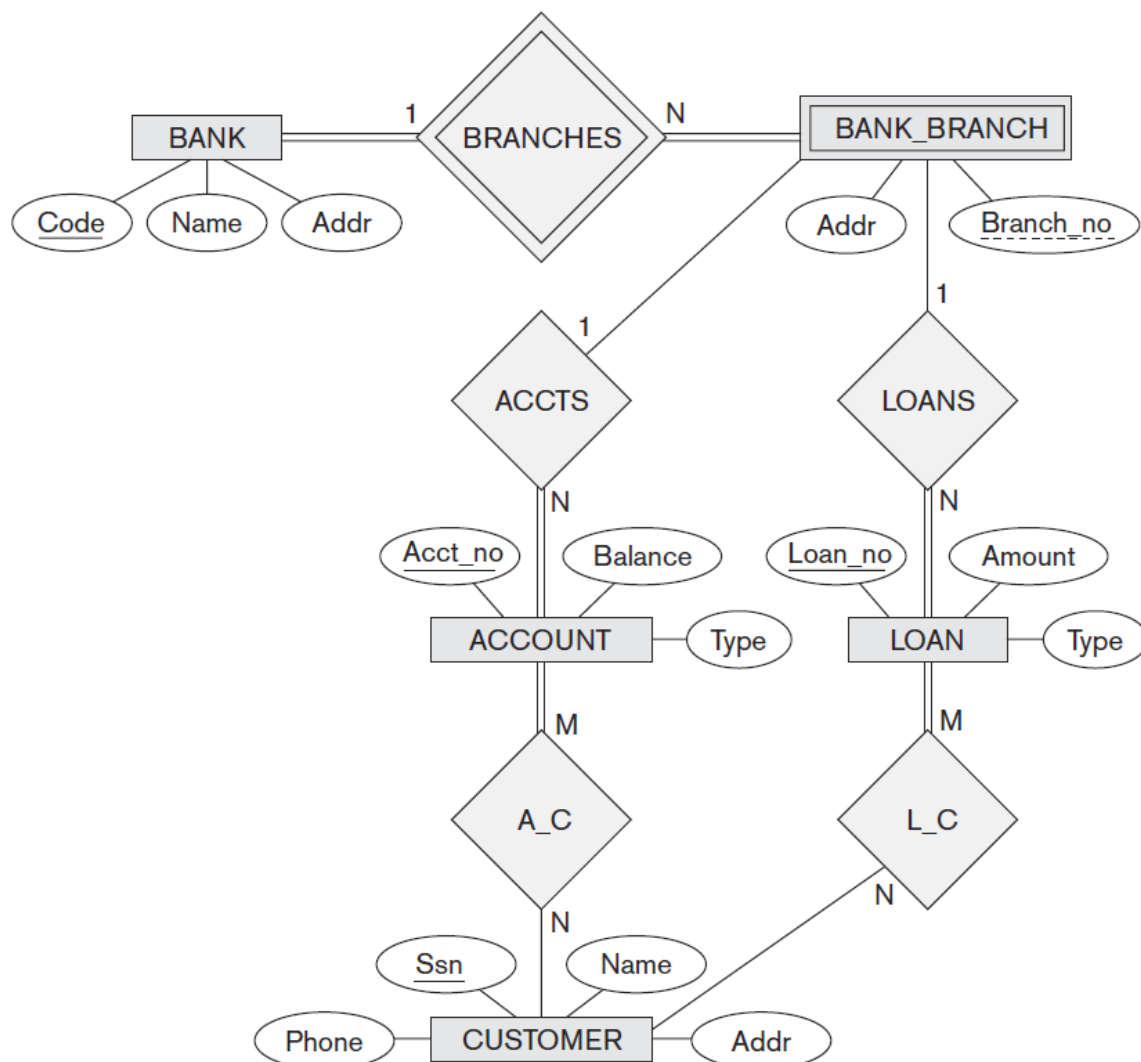 1
N
BANK
BRANCHES
BANK_BRANCH
Code
Name
Addr
Addr
Branch_no
1
1
ACCTS
LOANS
N
N
Acct_no
Balance
Loan_no
Amount
ACCOUNT
Type
LOAN
Type
M
M
A_C
L_C
N
N
Ssn
Name
Phone
CUSTOMER
Addr